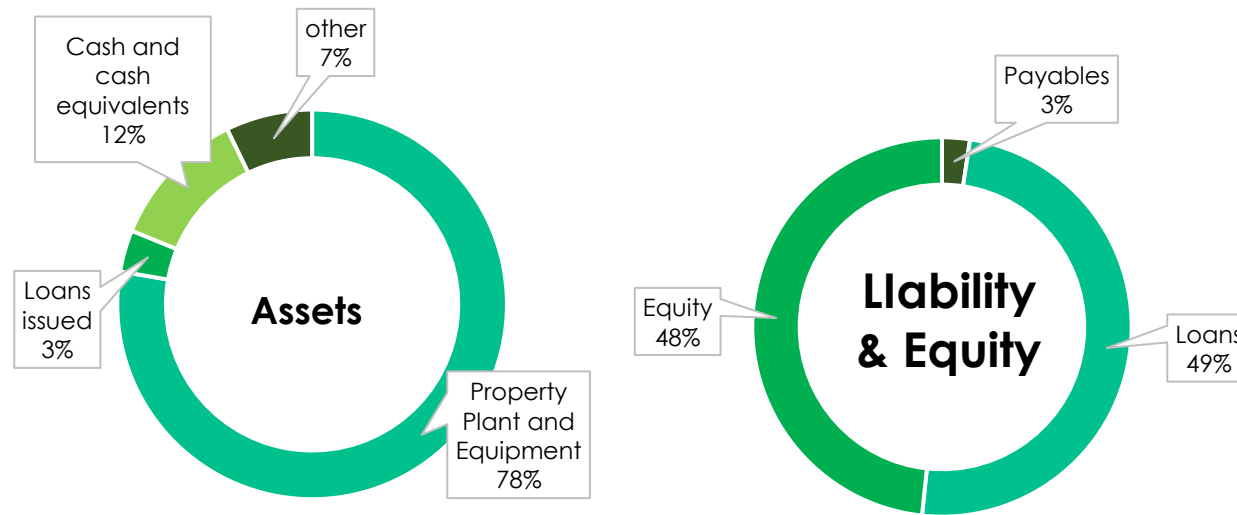 other
7%
Cash and
cash
equivalents
12%
Loans
issued
3%
Assets
Property
Plant and
Equipment
78%
Payables
3%
Equity
48%
LIability
& Equity
Loans
49%